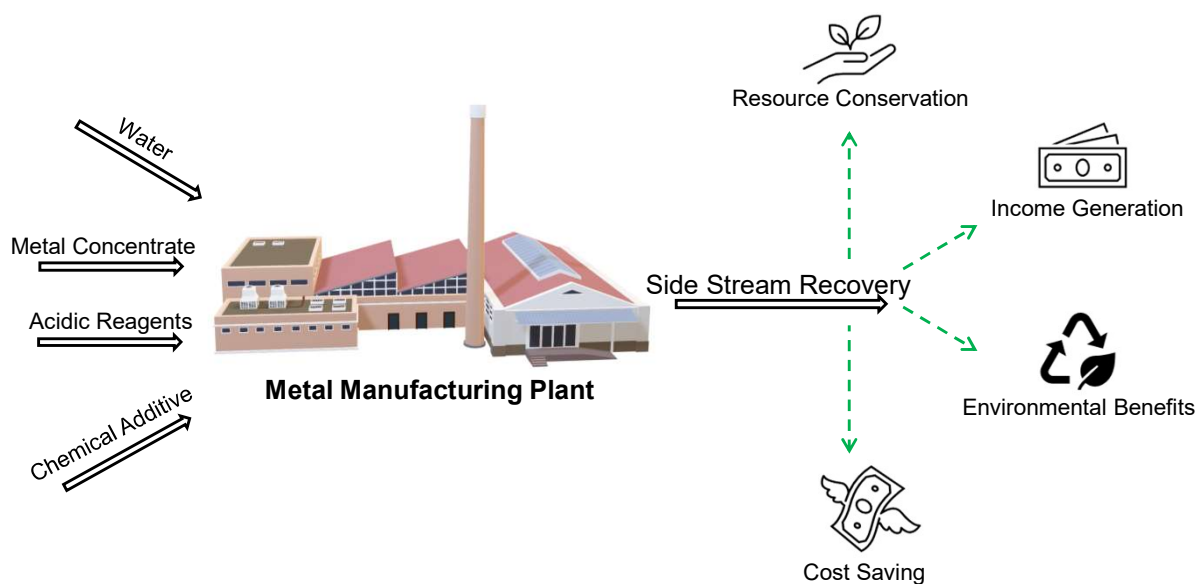 Water
Metal Concentrate
Acidic Reagents
Chemical Additive
Metal Manufacturing Plant
Side Stream Recovery
Resource Conservation
Income Generation
Environmental Benefits
Cost Saving